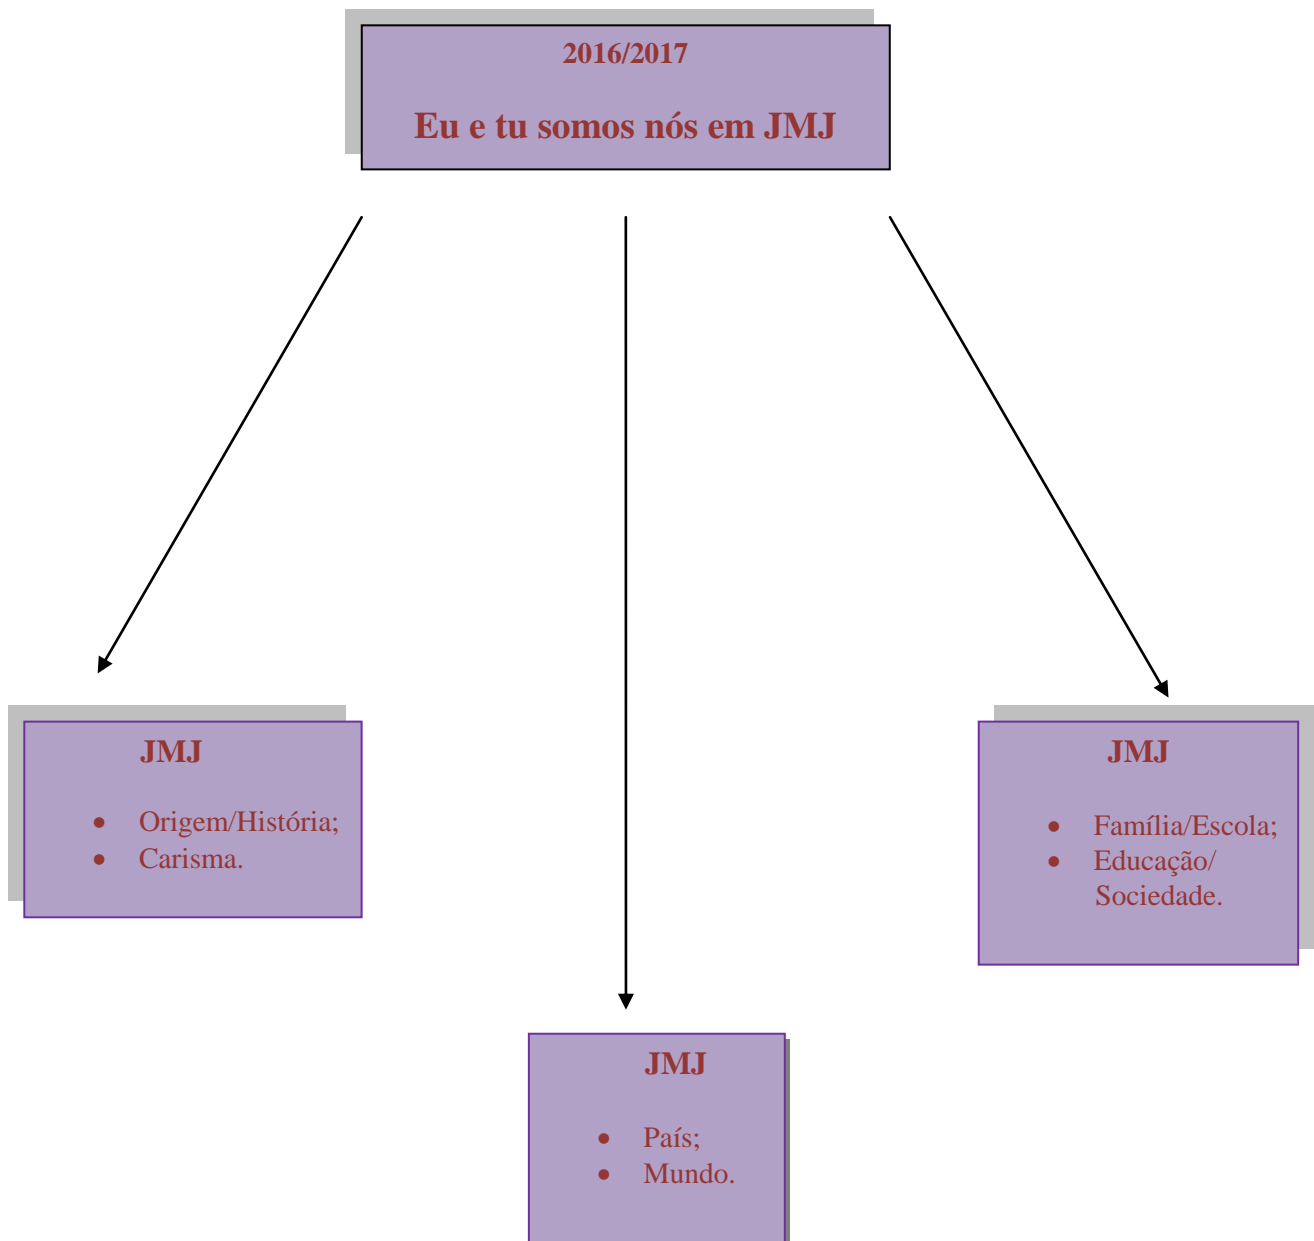 2016/2017
Eu e tu somos nós em JMJ
JMJ
• Origem/História;
• Carisma.
JMJ
• Família/Escola;
• Educação/
Sociedade.
JMJ
• País;
• Mundo.